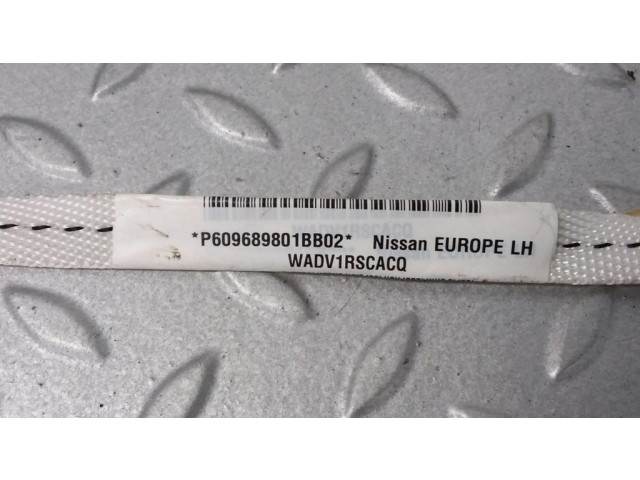 *P609689801BB02* Nissan EUROPE LH
WADV1RSCACQ